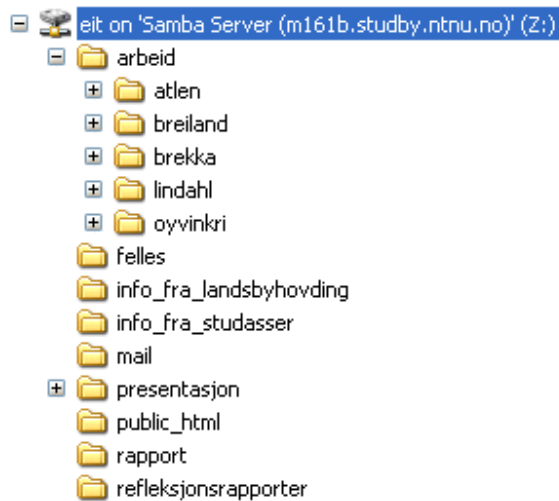 eit on 'Samba Server (m161b.studby.ntnu.no)' (Z:)
arbeid
atlen
breiland
brekka
lindahl
oyvinkri
felles
info_fra_landsbyhovding
info_fra_studasser
mail
presentasjon
public_html
rapport
refleksjonsrapporter